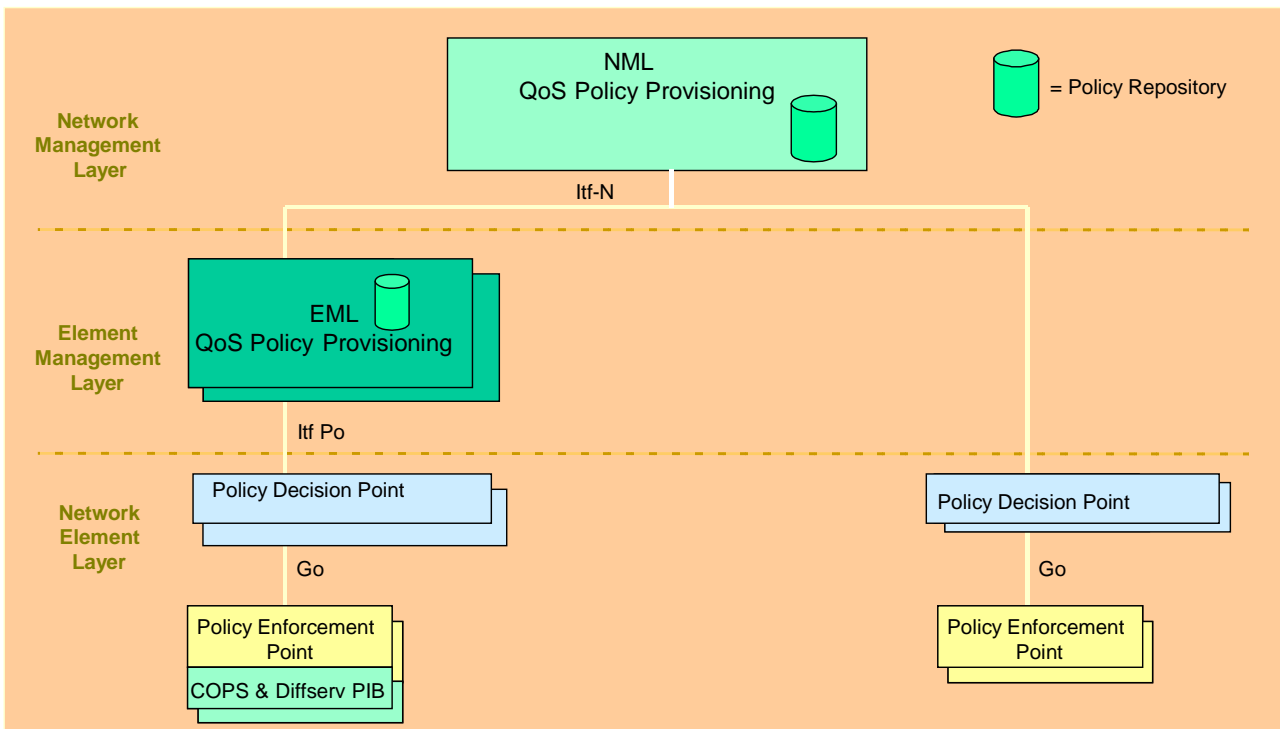 NML
QoS Policy Provisioning
= Policy Repository
Network
Management
Layer
Itf-N
EML
QoS Policy Provisioning
Element
Management
Layer
Itf Po
Policy Decision Point
Policy Decision Point
Network
Element
Layer
Go
Go
Policy Enforcement
Point
COPS & Diffserv PIB
Policy Enforcement
Point